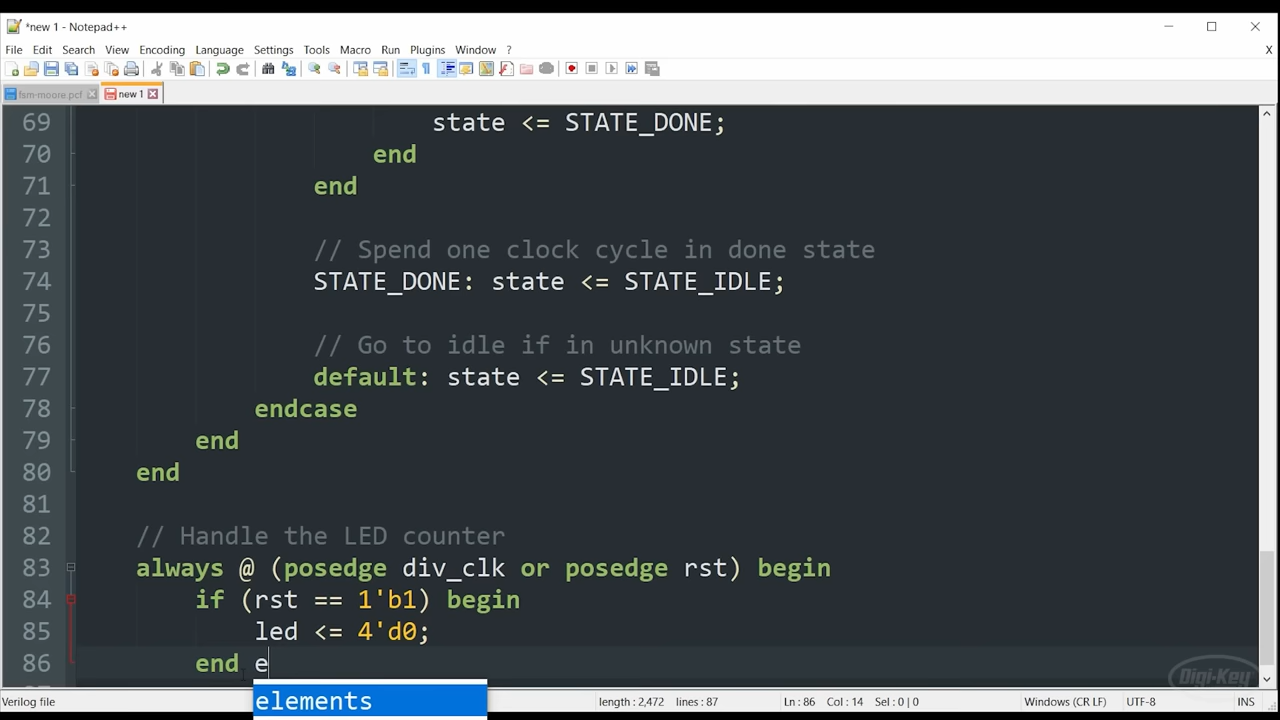 *new 1 - Notepad++
File Edit Search View Encoding Language Settings Tools Macro Run Plugins Window ? X
fsm-moore.pcf new 1
69 state <= STATE_DONE;
70 end
71 end
72
73 // Spend one clock cycle in done state
74 STATE_DONE: state <= STATE_IDLE;
75
76 // Go to idle if in unknown state
77 default: state <= STATE_IDLE;
78 endcase
79 end
80 end
81
82 // Handle the LED counter
83 always @ (posedge div_clk or posedge rst) begin
84 if (rst == 1'b1) begin
85 led <= 4'd0;
86 end e
elements
Digi-Key
Verilog file length : 2,472 lines : 87 Ln : 86 Col : 14 Sel : 0 | 0 Windows (CR LF) UTF-8 INS